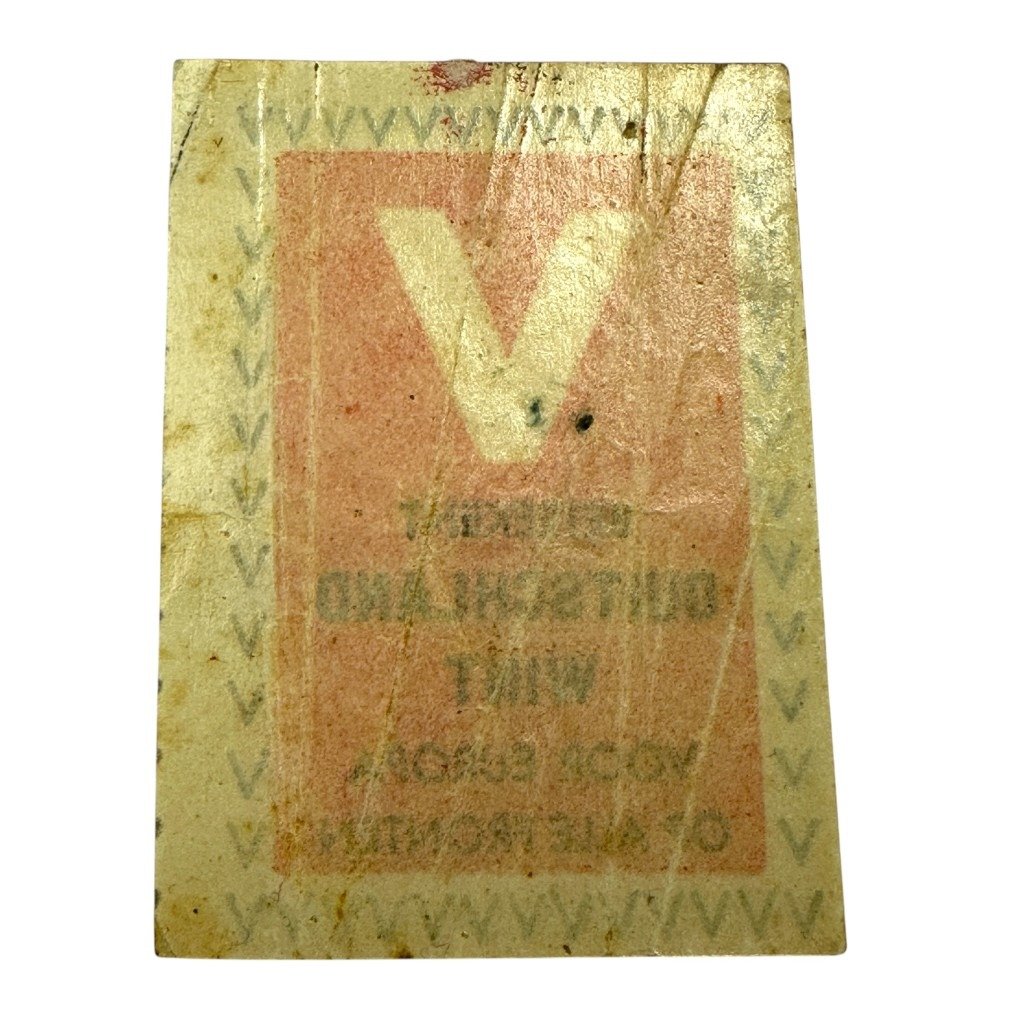 V
DUITSCHLAND
WINT
VOOR EUROPA
OP ALLE FRONTEN